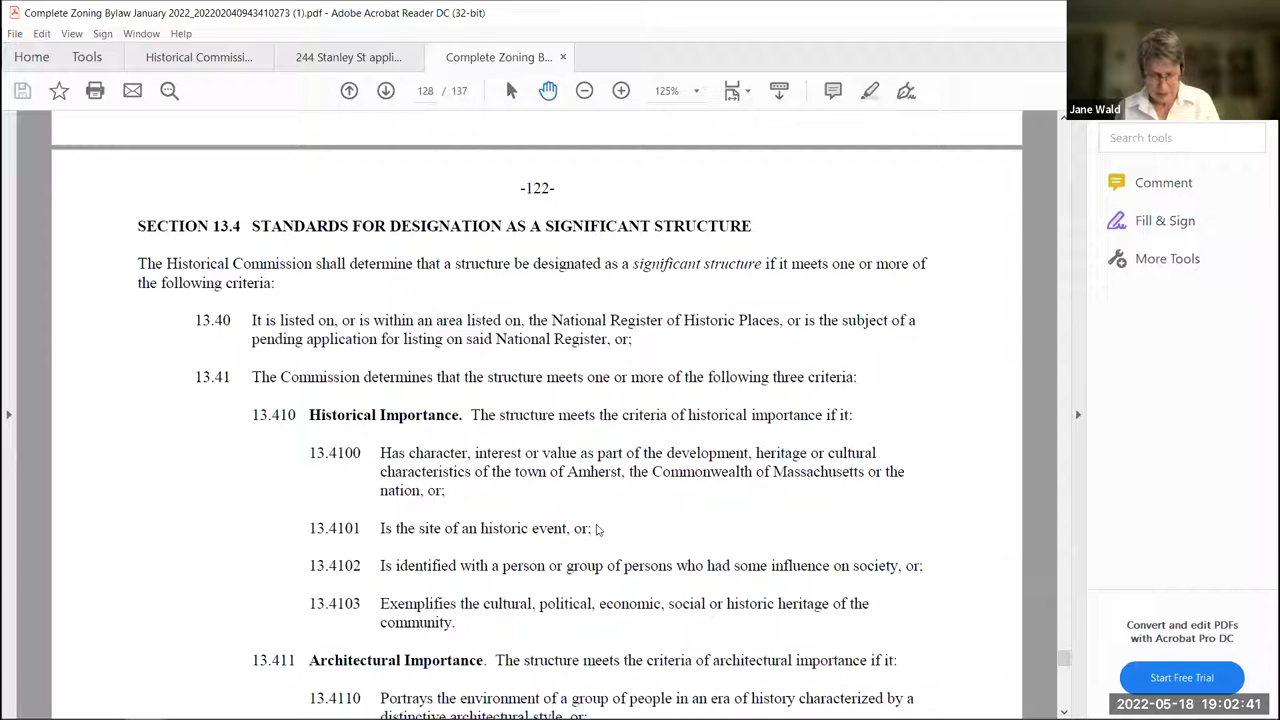 Complete Zoning Bylaw January 2022_202202040943410273 (1).pdf - Adobe Acrobat Reader DC (32-bit)
File Edit View Sign Window Help
Home Tools Historical Commissi... 244 Stanley St appli... Complete Zoning B... ×
128 / 137 125%
Jane Wald
Search tools
Comment
Fill & Sign
More Tools
-122-
SECTION 13.4 STANDARDS FOR DESIGNATION AS A SIGNIFICANT STRUCTURE
The Historical Commission shall determine that a structure be designated as a significant structure if it meets one or more of
the following criteria:
13.40 It is listed on, or is within an area listed on, the National Register of Historic Places, or is the subject of a
pending application for listing on said National Register, or;
13.41 The Commission determines that the structure meets one or more of the following three criteria:
13.410 Historical Importance. The structure meets the criteria of historical importance if it:
13.4100 Has character, interest or value as part of the development, heritage or cultural
characteristics of the town of Amherst, the Commonwealth of Massachusetts or the
nation, or;
13.4101 Is the site of an historic event, or;
13.4102 Is identified with a person or group of persons who had some influence on society, or;
13.4103 Exemplifies the cultural, political, economic, social or historic heritage of the
community.
13.411 Architectural Importance. The structure meets the criteria of architectural importance if it:
13.4110 Portrays the environment of a group of people in an era of history characterized by a
distinctive architectural style, or;
Convert and edit PDFs
with Acrobat Pro DC
Start Free Trial
2022-05-18 19:02:41